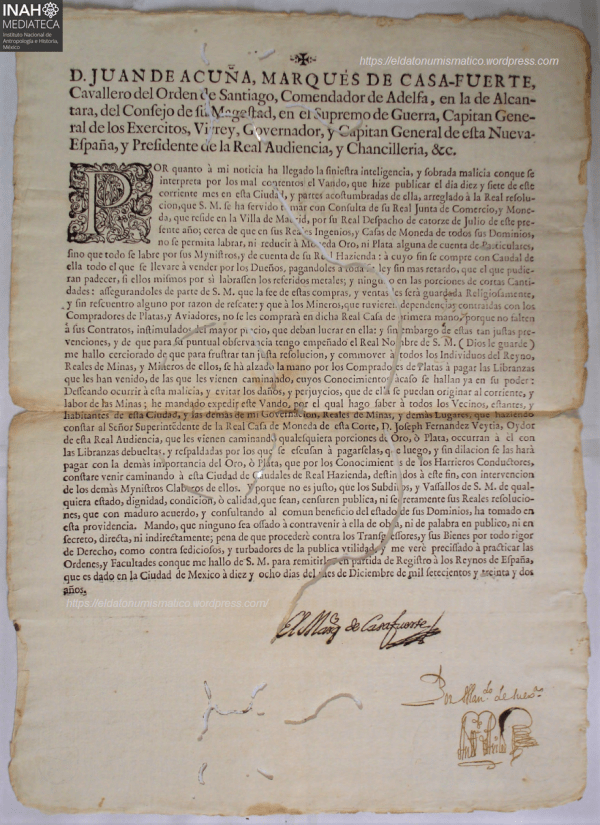 INAH
MEDIATECA
Instituto Nacional de
Antropología e Historia,
México
https://eldatonumismatico.wordpress.com
D. JUAN DE ACUÑA, MARQUÉS DE CASA-FUERTE,
Cavallero del Orden de Santiago, Comendador de Adelfa, en la de Alcan-
tara, del Consejo de su Magestad, en el Supremo de Guerra, Capitan Gene-
ral de los Exercitos, Virrey, Governador, y Capitan General de esta Nueva-
España, y Presidente de la Real Audiencia, y Chancilleria, &c.
POR quanto à mi noticia ha llegado la siniestra inteligencia, y sobrada malicia conque se
interpreta por los mal contentos el Vando, que hize publicar el dia diez y siete de este
corriente mes en esta Ciudad, y partes acostumbradas de ella, arreglado à la Real resolu-
cion, que S. M. se ha servido tomar con Consulta de su Real Junta de Comercio, y Mone-
da, que reside en la Villa de Madrid, por su Real Despacho de catorze de Julio de este pre-
sente año; cerca de que en sus Reales Ingenios, y Casas de Moneda de todos sus Dominios,
no se permita labrar, ni reducir à Moneda Oro, ni Plata alguna de cuenta de Particulares,
sino que todo se labre por sus Mynistros, y de cuenta de su Real Hazienda: à cuyo fin se compre con Caudal de
ella todo el que se llevare à vender por los Dueños, pagandoles à toda su ley sin mas retardo, que el que pudie-
ran padecer, si ellos mismos por si labrassen los referidos metales; y ninguno en las porciones de cortas Canti-
dades: assegurandoles de parte de S. M. que la fee de estas compras, y ventas les será guardada Religiosamente,
y sin rescuentro alguno por razon de rescate; y que à los Mineros, que tuvieren dependencias contraidas con los
Compradores de Platas, y Aviadores, no se les comprará en dicha Real Casa de primera mano, porque no falten
à sus Contratos, instimulados del mayor precio, que deban lucrar en ella: y sin embargo de estas tan justas pre-
venciones, y de que para su puntual observancia tengo empeñado el Real Nombre de S. M. (Dios le guarde)
me hallo cerciorado de que para frustrar tan justa resolucion, y commover à todos los Individuos del Reyno,
Reales de Minas, y Mineros de ellos, se há alzado la mano por los Compradores de Platas à pagar las Libranzas
que les han venido, de las que les vienen caminando, cuyos Conocimientos acaso se hallan ya en su poder:
Desseando ocurrir à esta malicia, y evitar los daños, y perjuycios, que de ella se puedan originar al corriente, y
labor de las Minas; he mandado expedir este Vando, por el qual hago saber à todos los Vecinos, estantes, y
habitantes de esta Ciudad, y las demàs de mi Governacion, Reales de Minas, y demàs Lugares, que haziendo
constar al Señor Superintēdente de la Real Casa de Moneda de esta Corte, D. Joseph Fernandez Veytia, Oydor
de esta Real Audiencia, que les vienen caminando qualesquiera porciones de Oro, ò Plata, occurran à él con
las Libranzas debueltas, y respaldadas por los que se escusan à pagarselas, que luego, y sin dilacion se las hará
pagar con la demàs importancia del Oro, ò Plata, que por los Conocimientos de los Harrieros Conductores,
constare venir caminando à esta Ciudad de Caudales de Real Hazienda, destinados à este fin, con intervencion
de los demàs Mynistros Claberos de ellos. Y porque no es justo, que los Subditos, y Vassallos de S. M. de qual-
quiera estado, dignidad, condicion, ò calidad, que sean, censuren publica, ni secretamente sus Reales resolucio-
nes, que con maduro acuerdo, y consultando al comun beneficio del estado de sus Dominios, ha tomado en
esta providencia. Mando, que ninguno sea ossado à contravenir à ella de obra, ni de palabra en publico, ni en
secreto, directa, ni indirectamente; pena de que procederè contra los Transgressores, y sus Bienes por todo rigor
de Derecho, como contra sediciosos, y turbadores de la publica utilidad, y me verè precissado à practicar las
Ordenes, y Facultades conque me hallo de S. M. para remitirlos en partida de Registro à los Reynos de España,
que es dado en la Ciudad de Mexico à diez y ocho dias del mes de Diciembre de mil setecientos y treinta y dos
años.
https://eldatonumismatico.wordpress.com/
El Marq de Casafuerte
Por Man.do de su ex.a